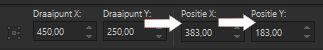 Draaipunt X: Draaipunt Y: Positie X: Positie Y:
450,00 250,00 383,00 183,00